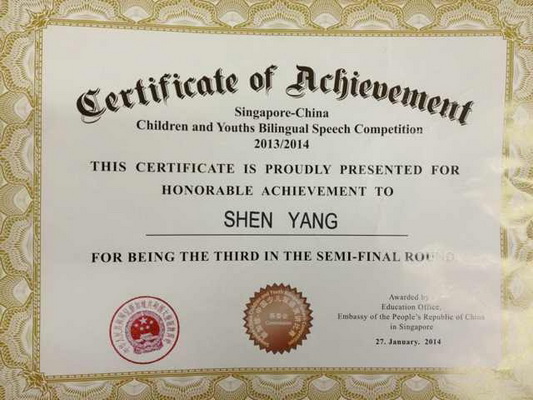 Certificate of Achievement
Singapore-China
Children and Youths Bilingual Speech Competition
2013/2014
THIS CERTIFICATE IS PROUDLY PRESENTED FOR
HONORABLE ACHIEVEMENT TO
SHEN YANG
FOR BEING THE THIRD IN THE SEMI-FINAL ROUND
Awarded by
Education Office,
Embassy of the People's Republic of China
in Singapore
27. January. 2014